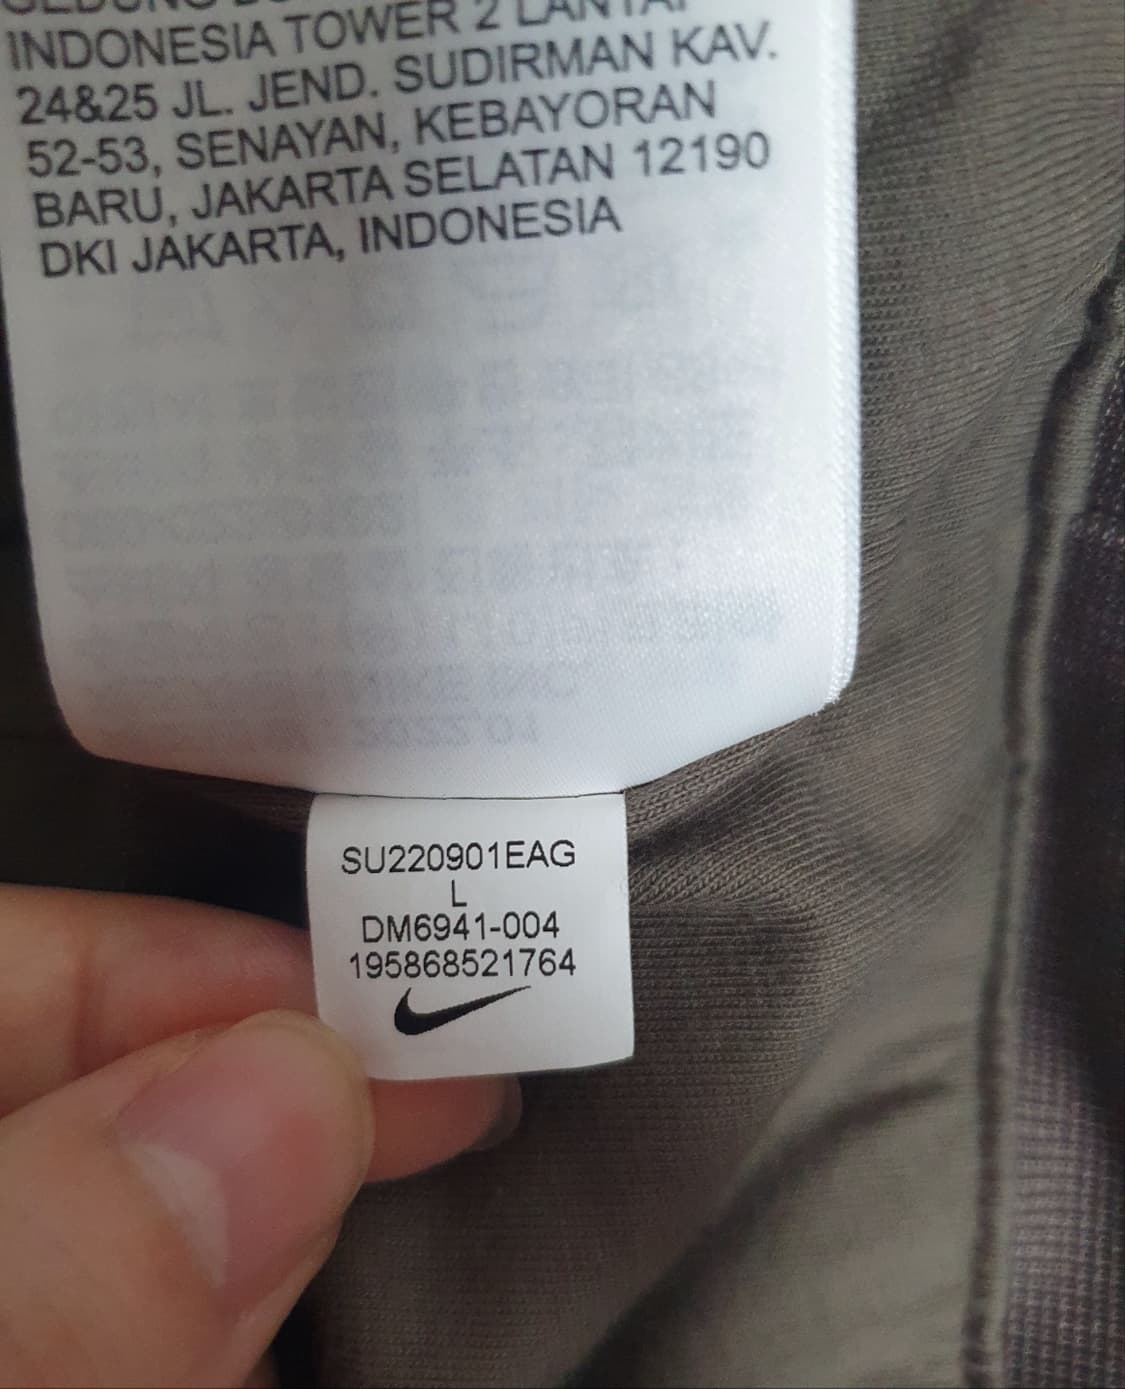 INDONESIA TOWER 2 LANTAI
24&25 JL. JEND. SUDIRMAN KAV.
52-53, SENAYAN, KEBAYORAN
BARU, JAKARTA SELATAN 12190
DKI JAKARTA, INDONESIA
SU220901EAG
L
DM6941-004
195868521764